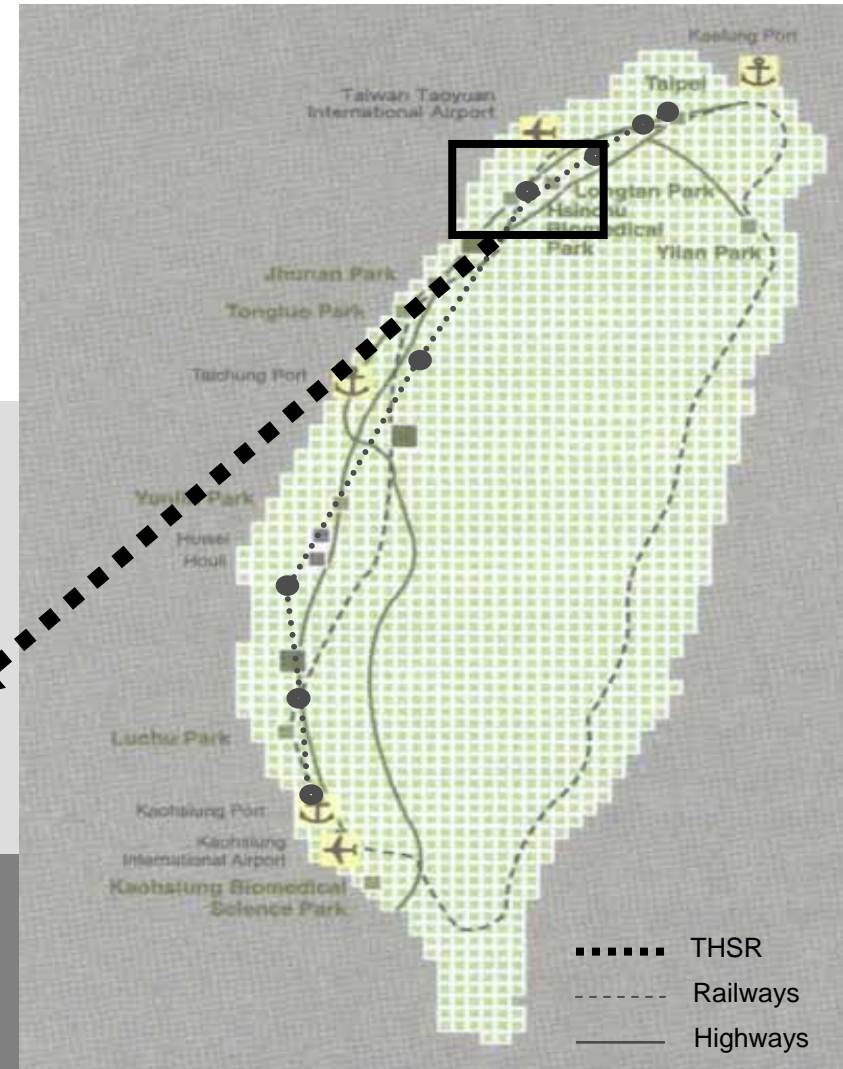 Keelung Port
Taipei
Taiwan Taoyuan
International Airport
Longtan Park
Hsinchu
Biomedical
Park
Yilan Park
Jhunan Park
Tongluo Park
Taichung Port
Yunlin Park
Huwei
Houli
Luchu Park
Kaohsiung Port
Kaohsiung
International Airport
Kaohsiung Biomedical
Science Park
THSR
Railways
Highways